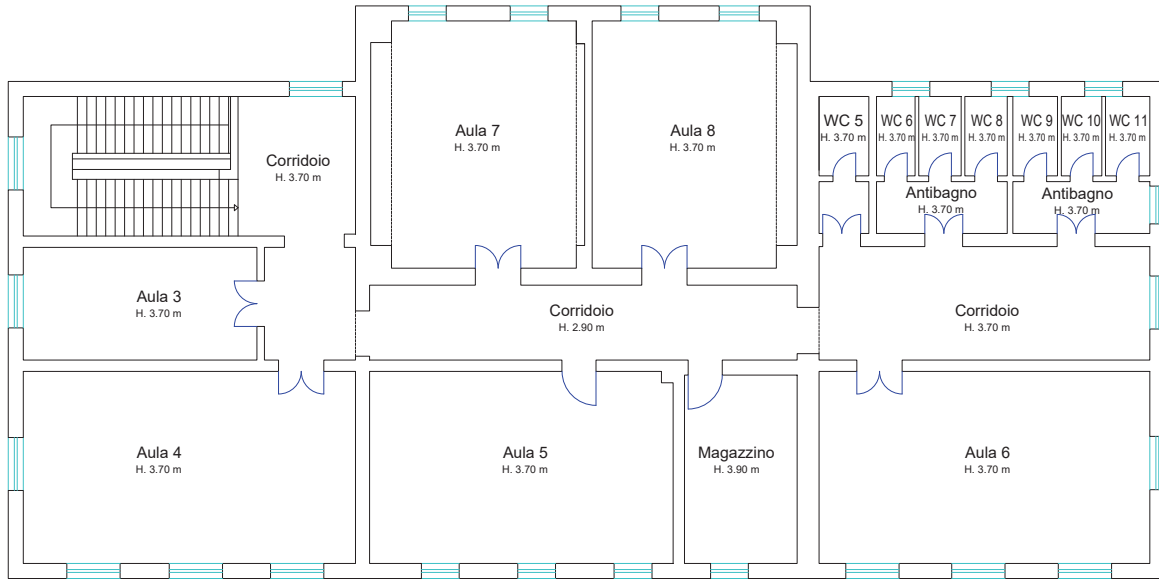 Aula 7
H. 3.70 m
Aula 8
H. 3.70 m
WC 5
H. 3.70 m
WC 6
H. 3.70 m
WC 7
H. 3.70 m
WC 8
H. 3.70 m
WC 9
H. 3.70 m
WC 10
H. 3.70 m
WC 11
H. 3.70 m
Corridoio
H. 3.70 m
Antibagno
H. 3.70 m
Antibagno
H. 3.70 m
Aula 3
H. 3.70 m
Corridoio
H. 2.90 m
Corridoio
H. 3.70 m
Aula 4
H. 3.70 m
Aula 5
H. 3.70 m
Magazzino
H. 3.90 m
Aula 6
H. 3.70 m